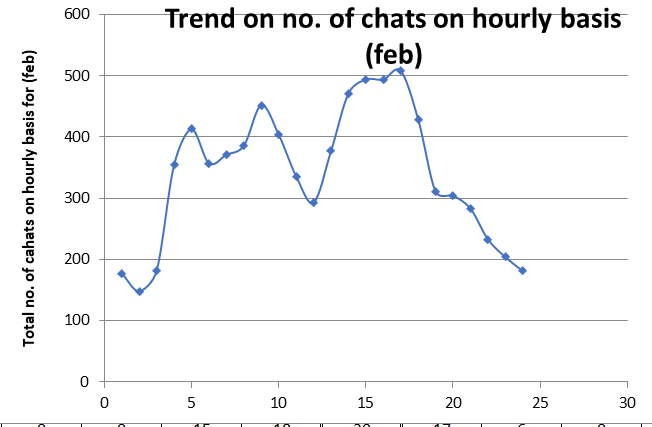 Trend on no. of chats on hourly basis
(feb)
Total no. of cahats on hourly basis for (feb)
600
500
400
300
200
100
0
0 5 10 15 20 25 30